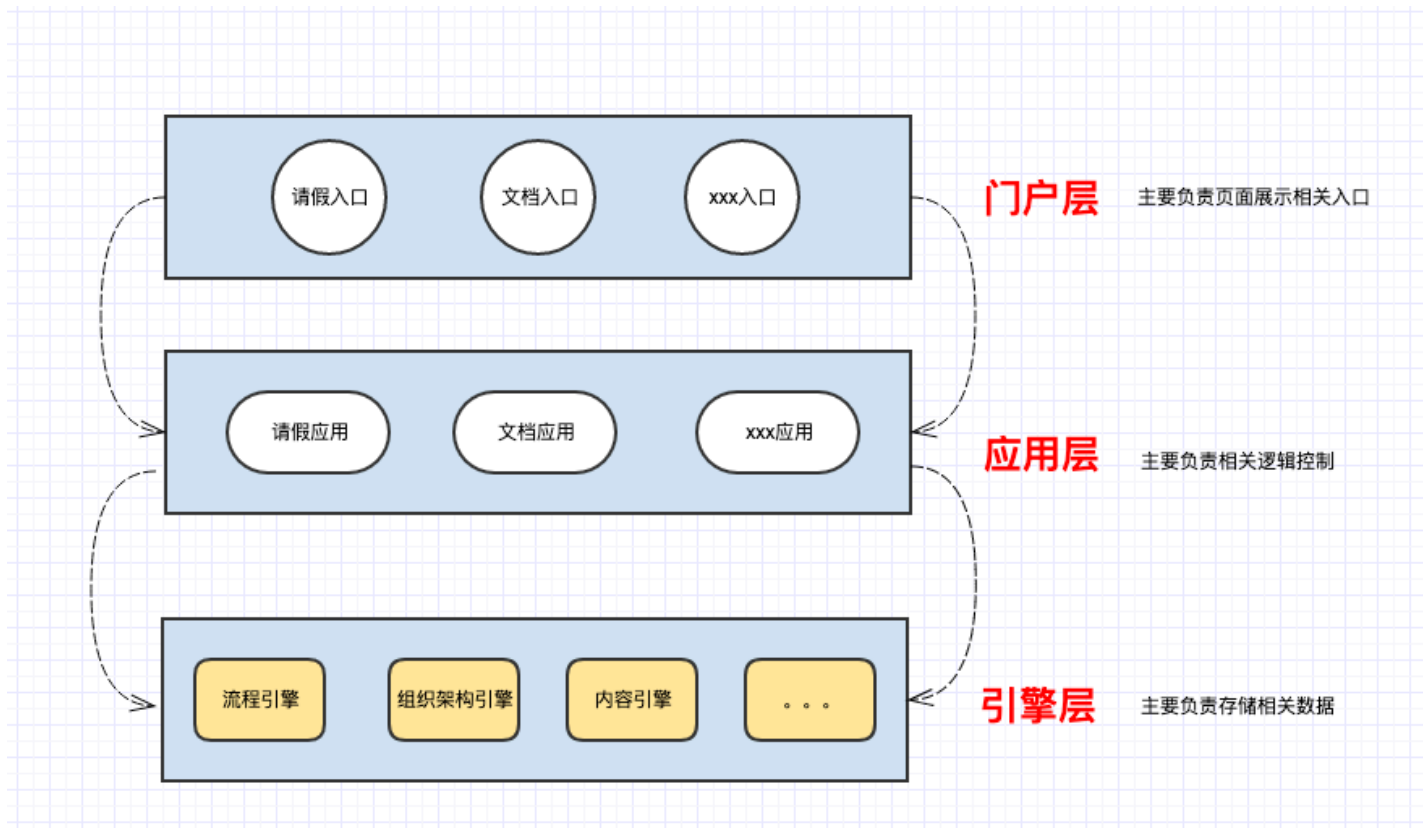 请假入口
文档入口
xxx入口
门户层
主要负责页面展示相关入口
请假应用
文档应用
xxx应用
应用层
主要负责相关逻辑控制
流程引擎
组织架构引擎
内容引擎
。。。
引擎层
主要负责存储相关数据